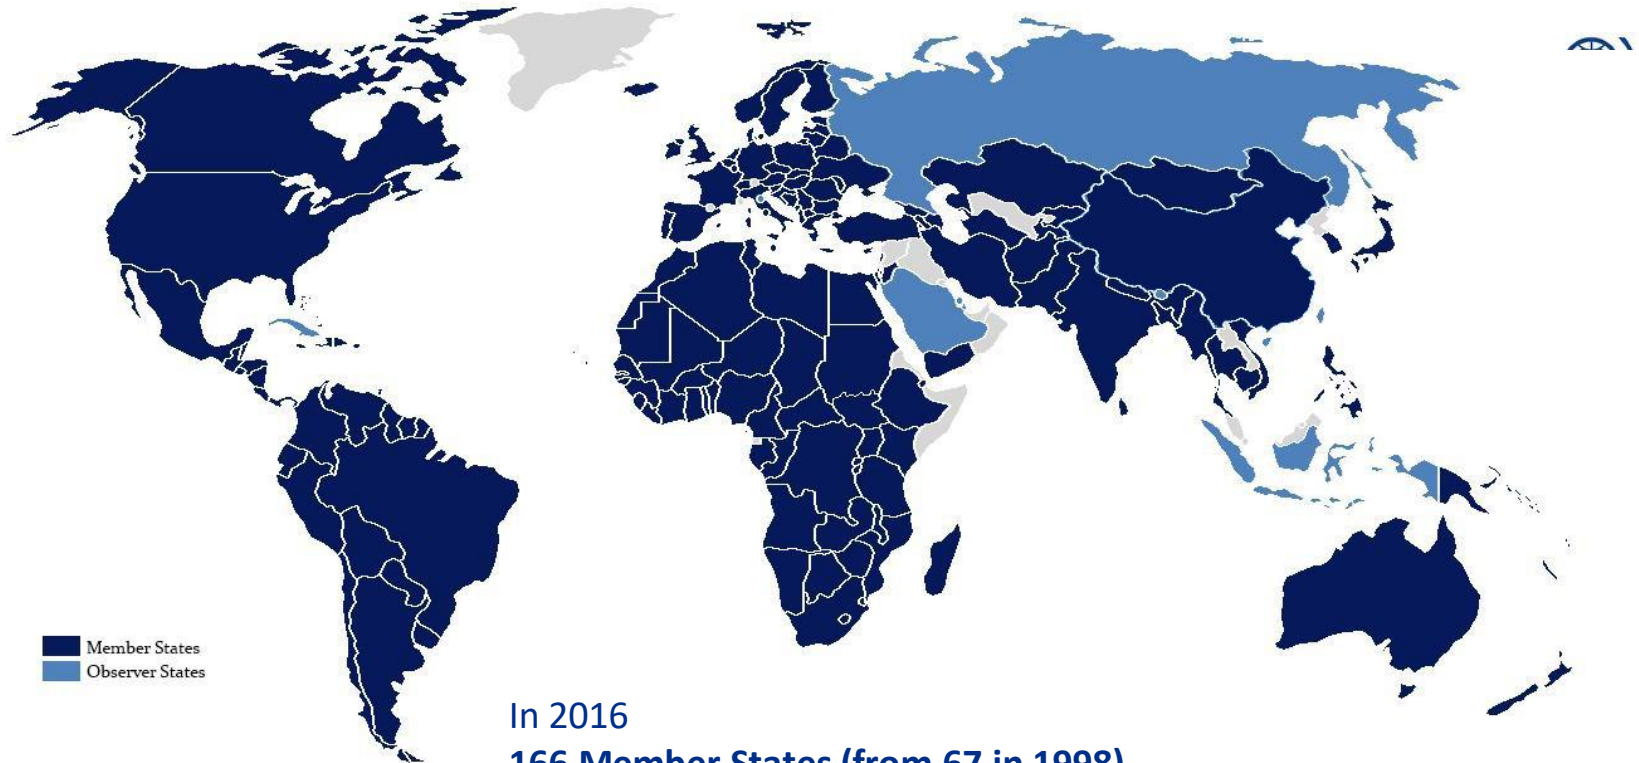 Member States
Observer States
In 2016
166 Member States (from 67 in 1998)